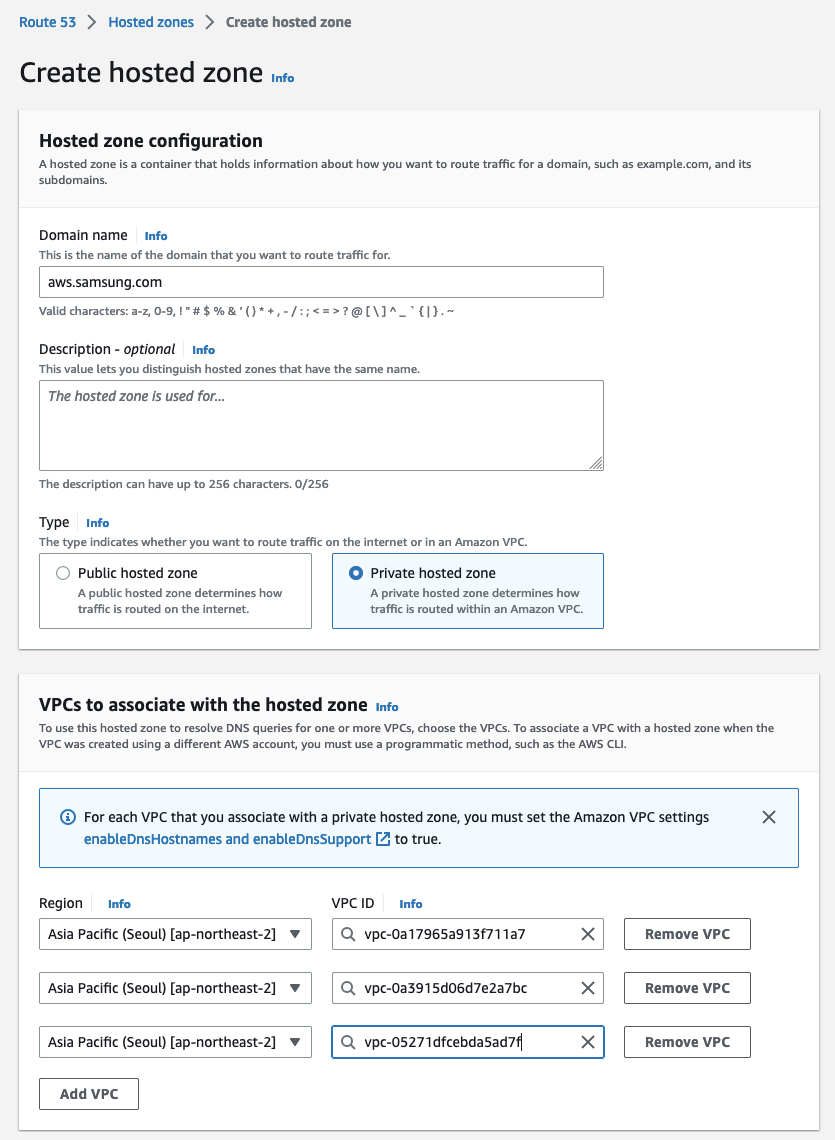 Route 53 > Hosted zones > Create hosted zone
Create hosted zone Info
Hosted zone configuration
A hosted zone is a container that holds information about how you want to route traffic for a domain, such as example.com, and its
subdomains.
Domain name Info
This is the name of the domain that you want to route traffic for.
aws.samsung.com
Valid characters: a-z, 0-9, ! " # $ % & ' ( ) * + , - / : ; < = > ? @ [ \ ] ^ _ ` { | } . ~
Description - optional Info
This value lets you distinguish hosted zones that have the same name.
The hosted zone is used for...
The description can have up to 256 characters. 0/256
Type Info
The type indicates whether you want to route traffic on the internet or in an Amazon VPC.
Public hosted zone
A public hosted zone determines how
traffic is routed on the internet.
Private hosted zone
A private hosted zone determines how
traffic is routed within an Amazon VPC.
VPCs to associate with the hosted zone Info
To use this hosted zone to resolve DNS queries for one or more VPCs, choose the VPCs. To associate a VPC with a hosted zone when the
VPC was created using a different AWS account, you must use a programmatic method, such as the AWS CLI.
For each VPC that you associate with a private hosted zone, you must set the Amazon VPC settings
enableDnsHostnames and enableDnsSupport to true.
Region Info VPC ID Info
Asia Pacific (Seoul) [ap-northeast-2] vpc-0a17965a913f711a7 Remove VPC
Asia Pacific (Seoul) [ap-northeast-2] vpc-0a3915d06d7e2a7bc Remove VPC
Asia Pacific (Seoul) [ap-northeast-2] vpc-05271dfcebda5ad7f Remove VPC
Add VPC